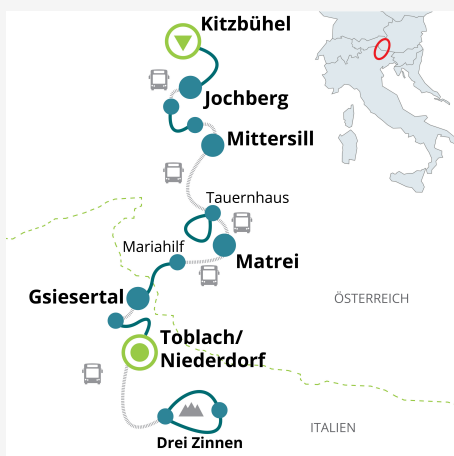 Kitzbühel
Jochberg
Mittersill
Tauernhaus
Mariahilf
Matrei
Gsiesertal
ÖSTERREICH
Toblach/
Niederdorf
ITALIEN
Drei Zinnen